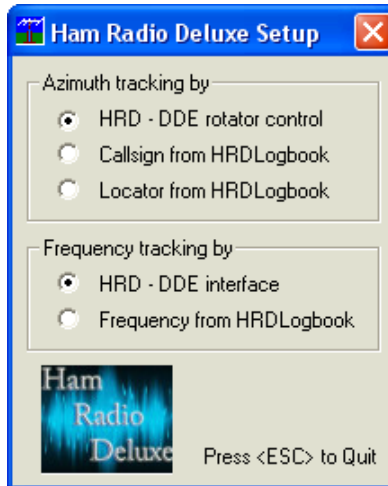 Ham Radio Deluxe Setup
Azimuth tracking by
HRD - DDE rotator control
Callsign from HRDLogbook
Locator from HRDLogbook
Frequency tracking by
HRD - DDE interface
Frequency from HRDLogbook
Ham
Radio
Deluxe
Press <ESC> to Quit